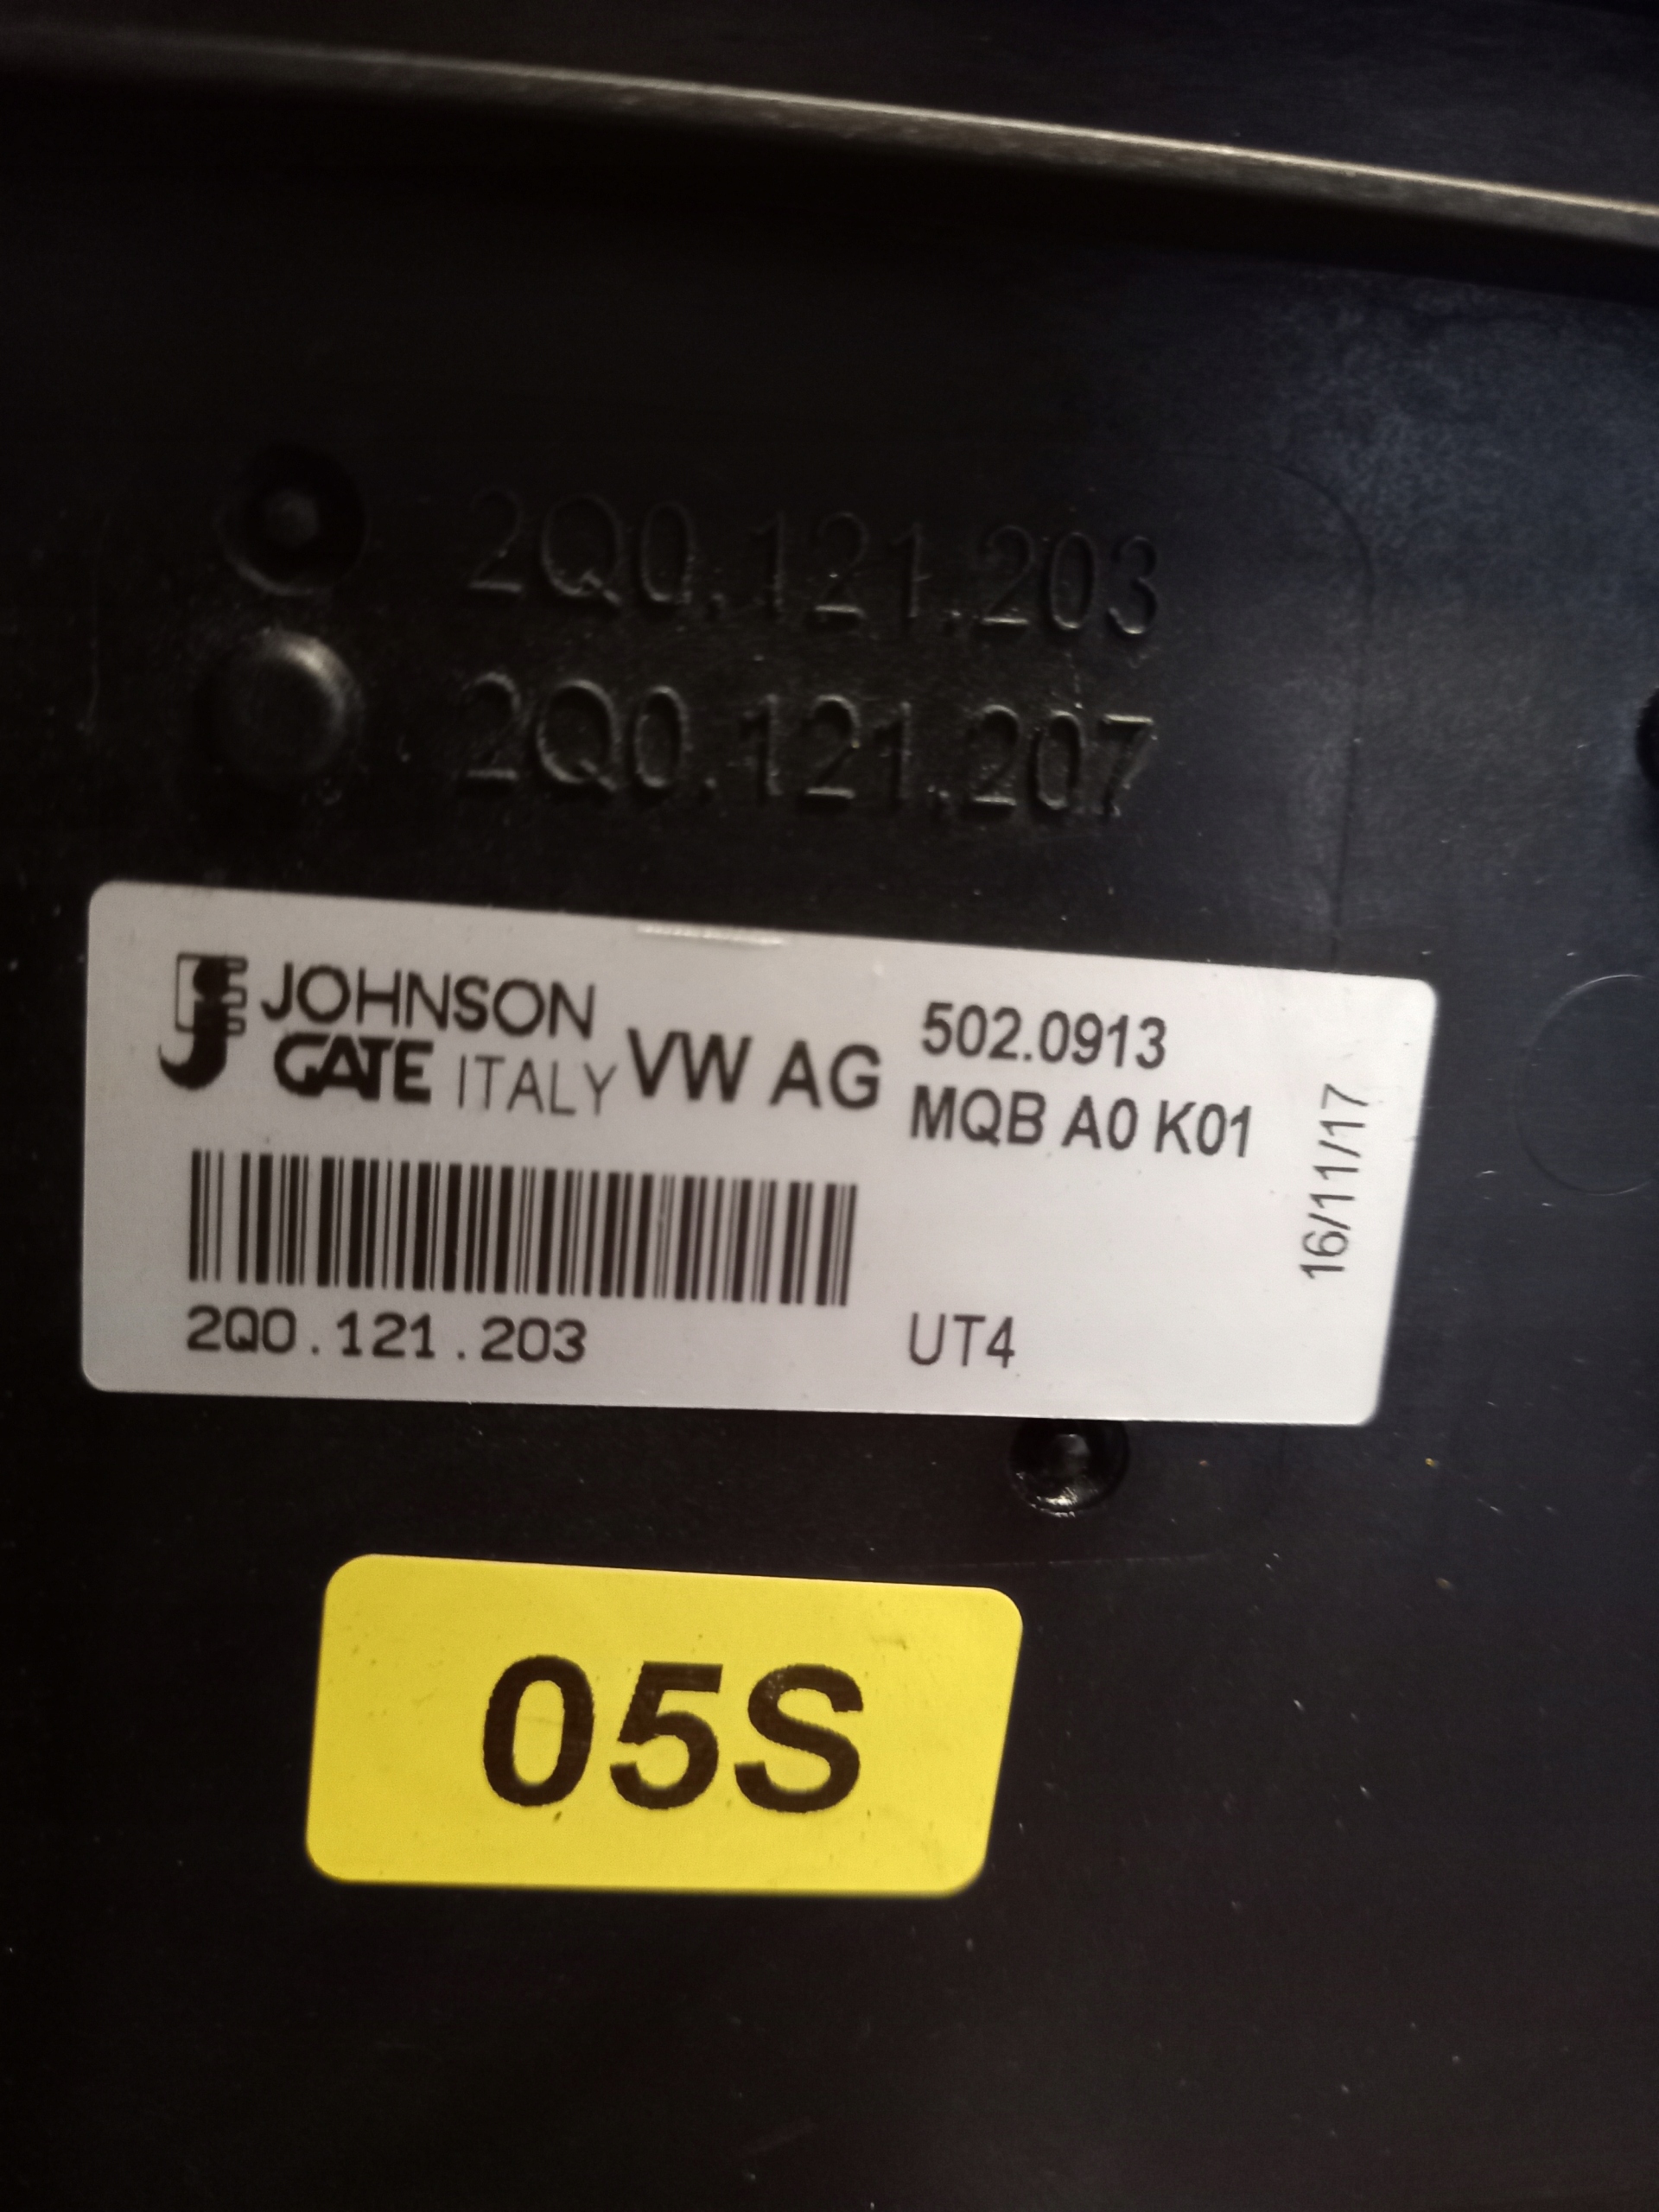 2Q0.121.203
2Q0.121.207
JOHNSON
GATE ITALY
VW AG
502.0913
MQB A0 K01
16/11/17
2Q0.121.203
UT4
05S